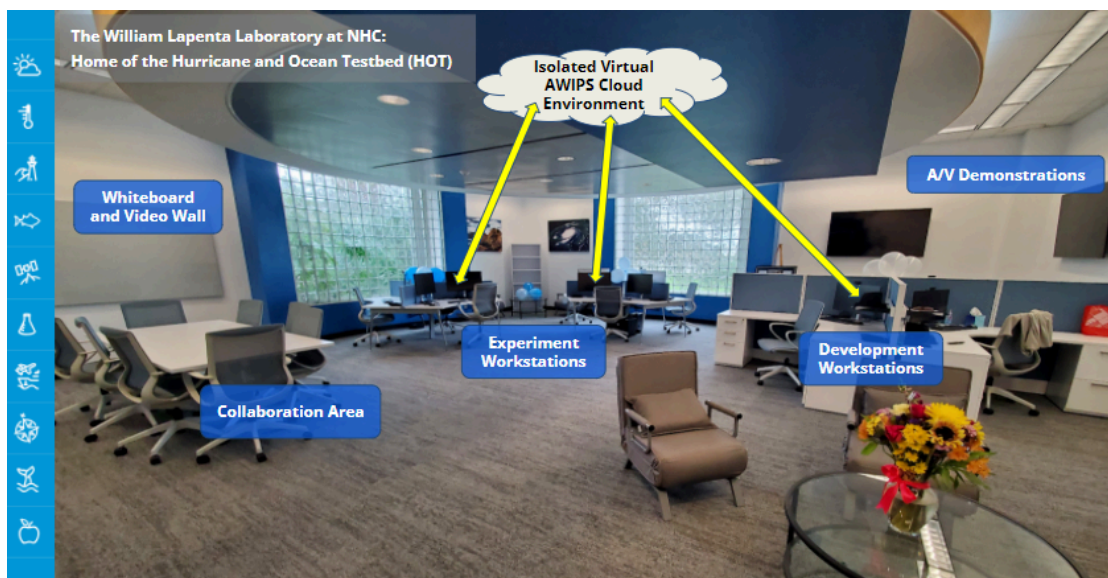 The William Lapenta Laboratory at NHC:
Home of the Hurricane and Ocean Testbed (HOT)
Isolated Virtual
AWIPS Cloud
Environment
Whiteboard
and Video Wall
A/V Demonstrations
Experiment
Workstations
Development
Workstations
Collaboration Area